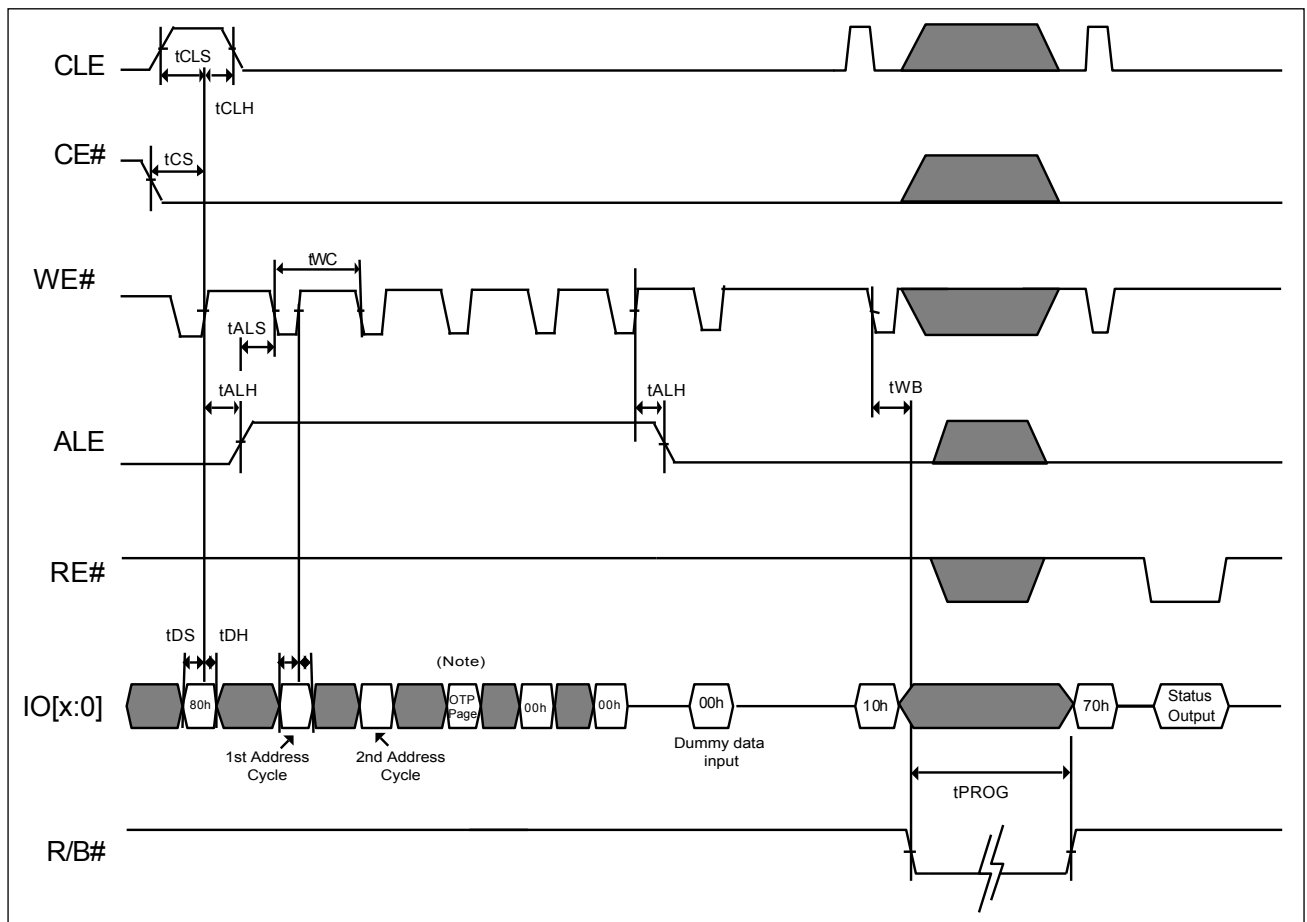 CLE
tCLS
tCLH
CE#
tCS
WE#
tWC
tALS
tALH
tALH
tWB
ALE
RE#
tDS
tDH
(Note)
IO[x:0]
80h
OTP
Page
00h
00h
00h
10h
70h
Status
Output
1st Address
Cycle
2nd Address
Cycle
Dummy data
input
tPROG
R/B#